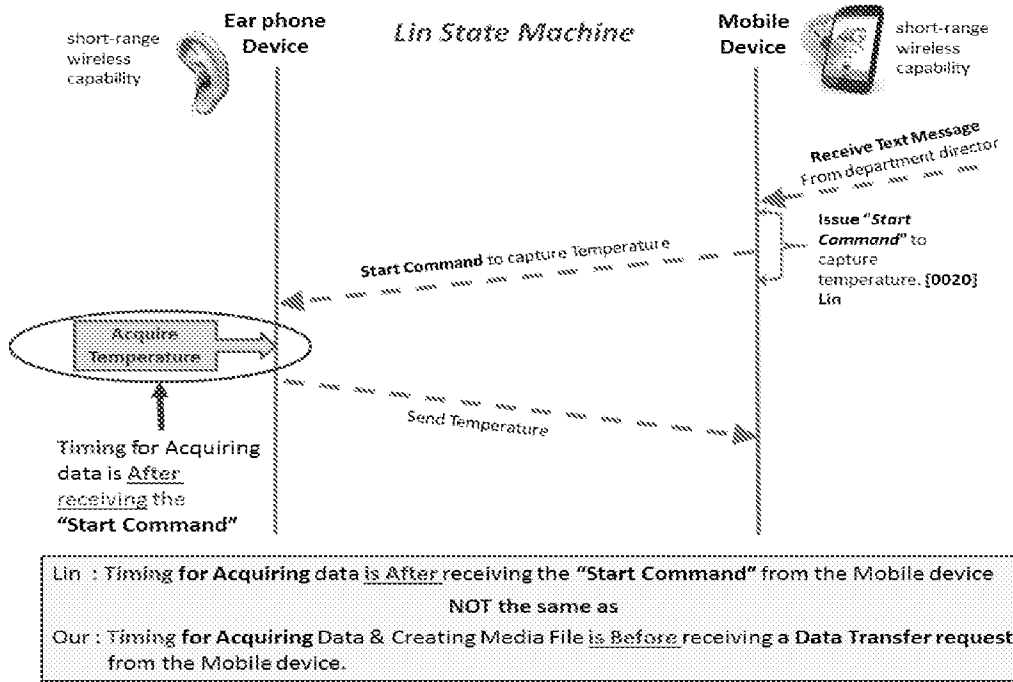 Ear phone
Device
Lin State Machine
Mobile
Device
short-range
wireless
capability
short-range
wireless
capability
Receive Text Message
From department director
Issue "Start
Command" to
capture
temperature. [0020]
Lin
Start Command to capture Temperature
Acquire
Temperature
Send Temperature
Timing for Acquiring
data is After
receiving the
"Start Command"
Lin : Timing for Acquiring data is After receiving the "Start Command" from the Mobile device
NOT the same as
Our : Timing for Acquiring Data & Creating Media File is Before receiving a Data Transfer request
from the Mobile device.